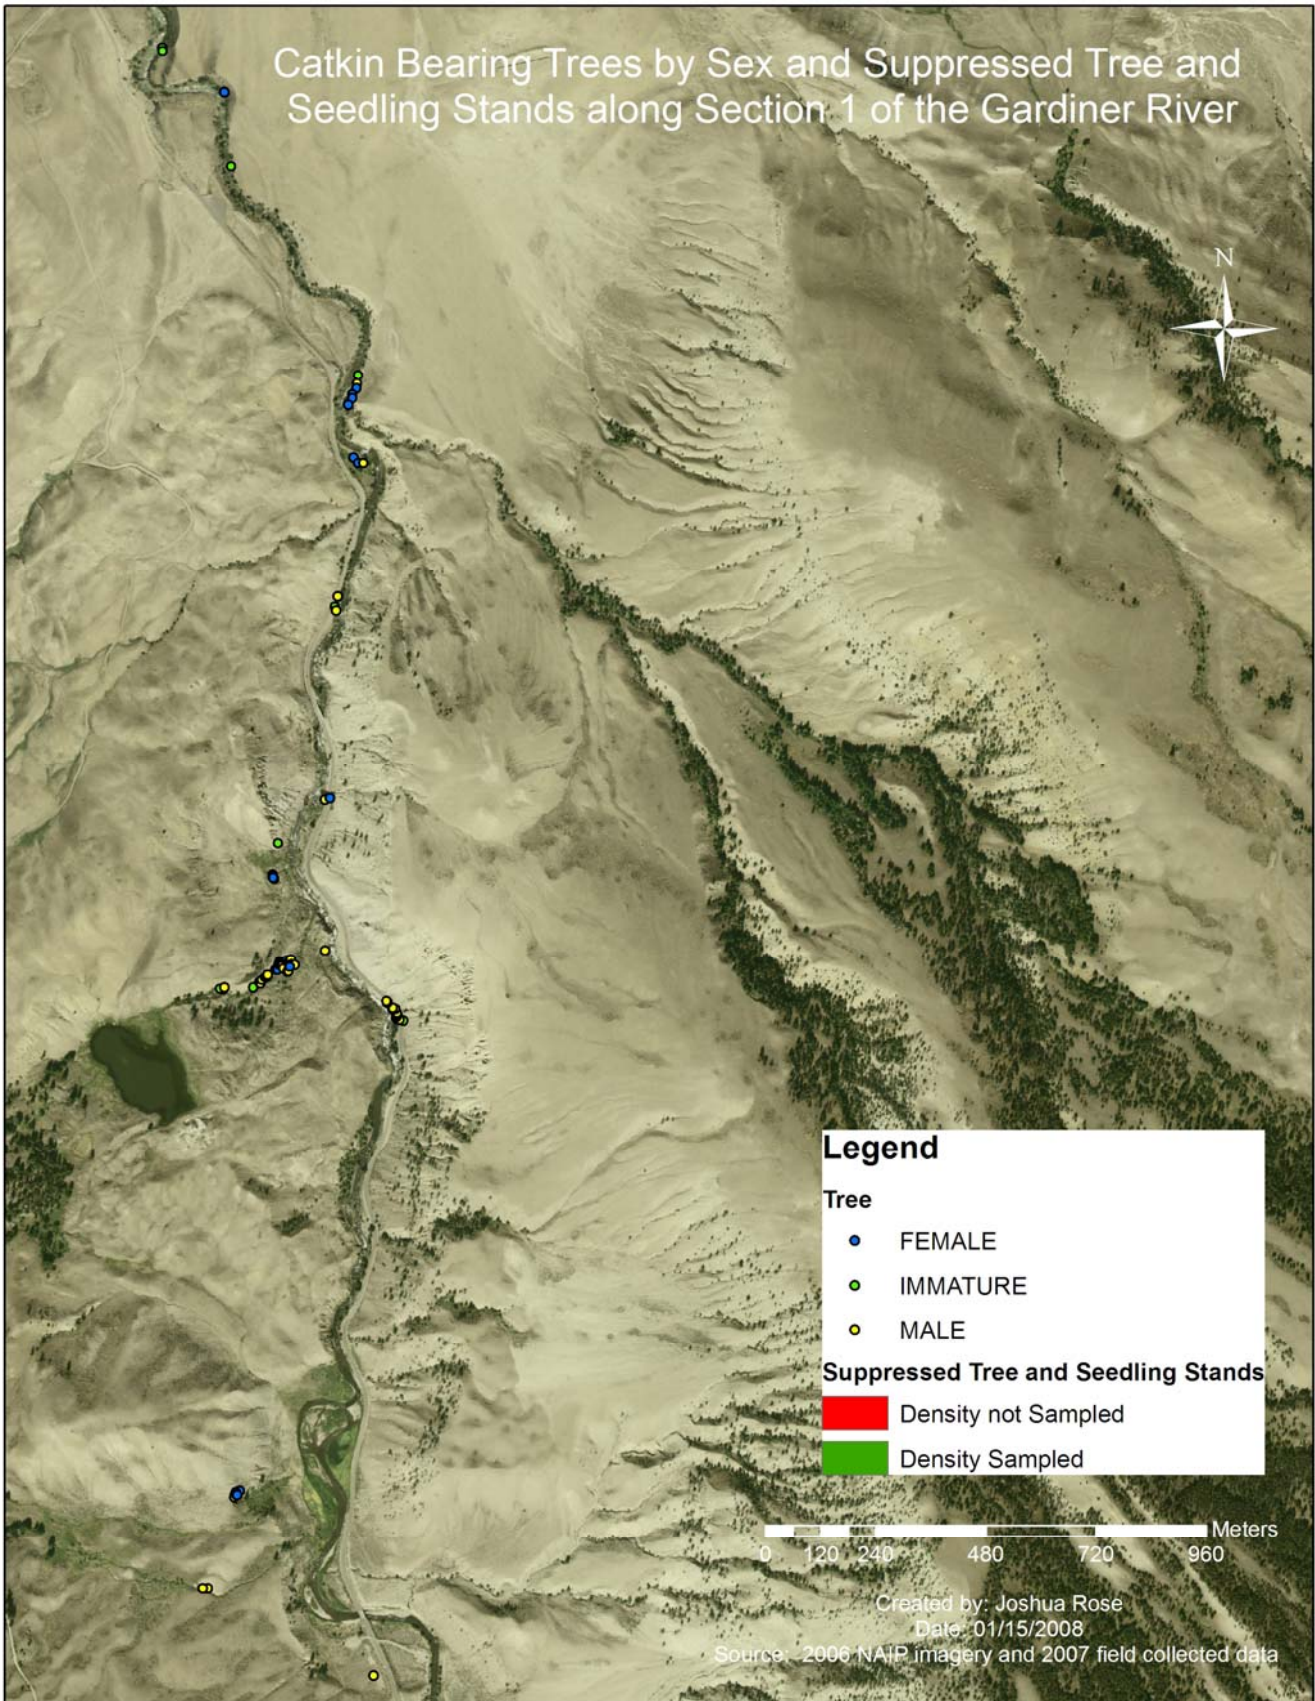 Catkin Bearing Trees by Sex and Suppressed Tree and
Seedling Stands along Section 1 of the Gardiner River
N
Legend
Tree
FEMALE
IMMATURE
MALE
Suppressed Tree and Seedling Stands
Density not Sampled
Density Sampled
Meters
0 120 240 480 720 960
Created by: Joshua Rose
Date: 01/15/2008
Source: 2006 NAIP imagery and 2007 field collected data